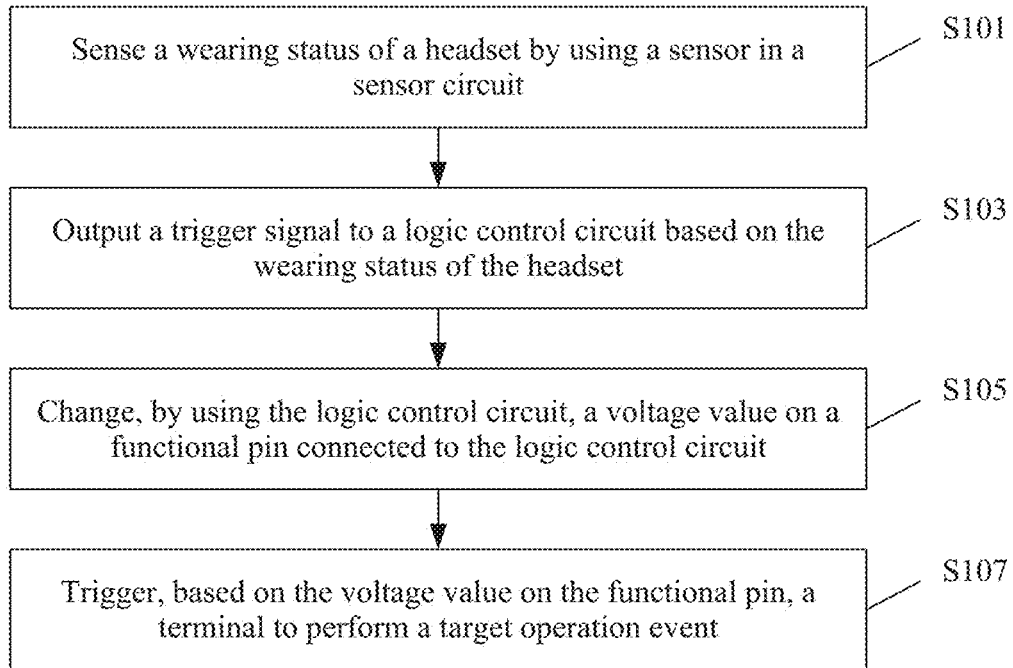 Sense a wearing status of a headset by using a sensor in a
sensor circuit
S101
Output a trigger signal to a logic control circuit based on the
wearing status of the headset
S103
Change, by using the logic control circuit, a voltage value on a
functional pin connected to the logic control circuit
S105
Trigger, based on the voltage value on the functional pin, a
terminal to perform a target operation event
S107